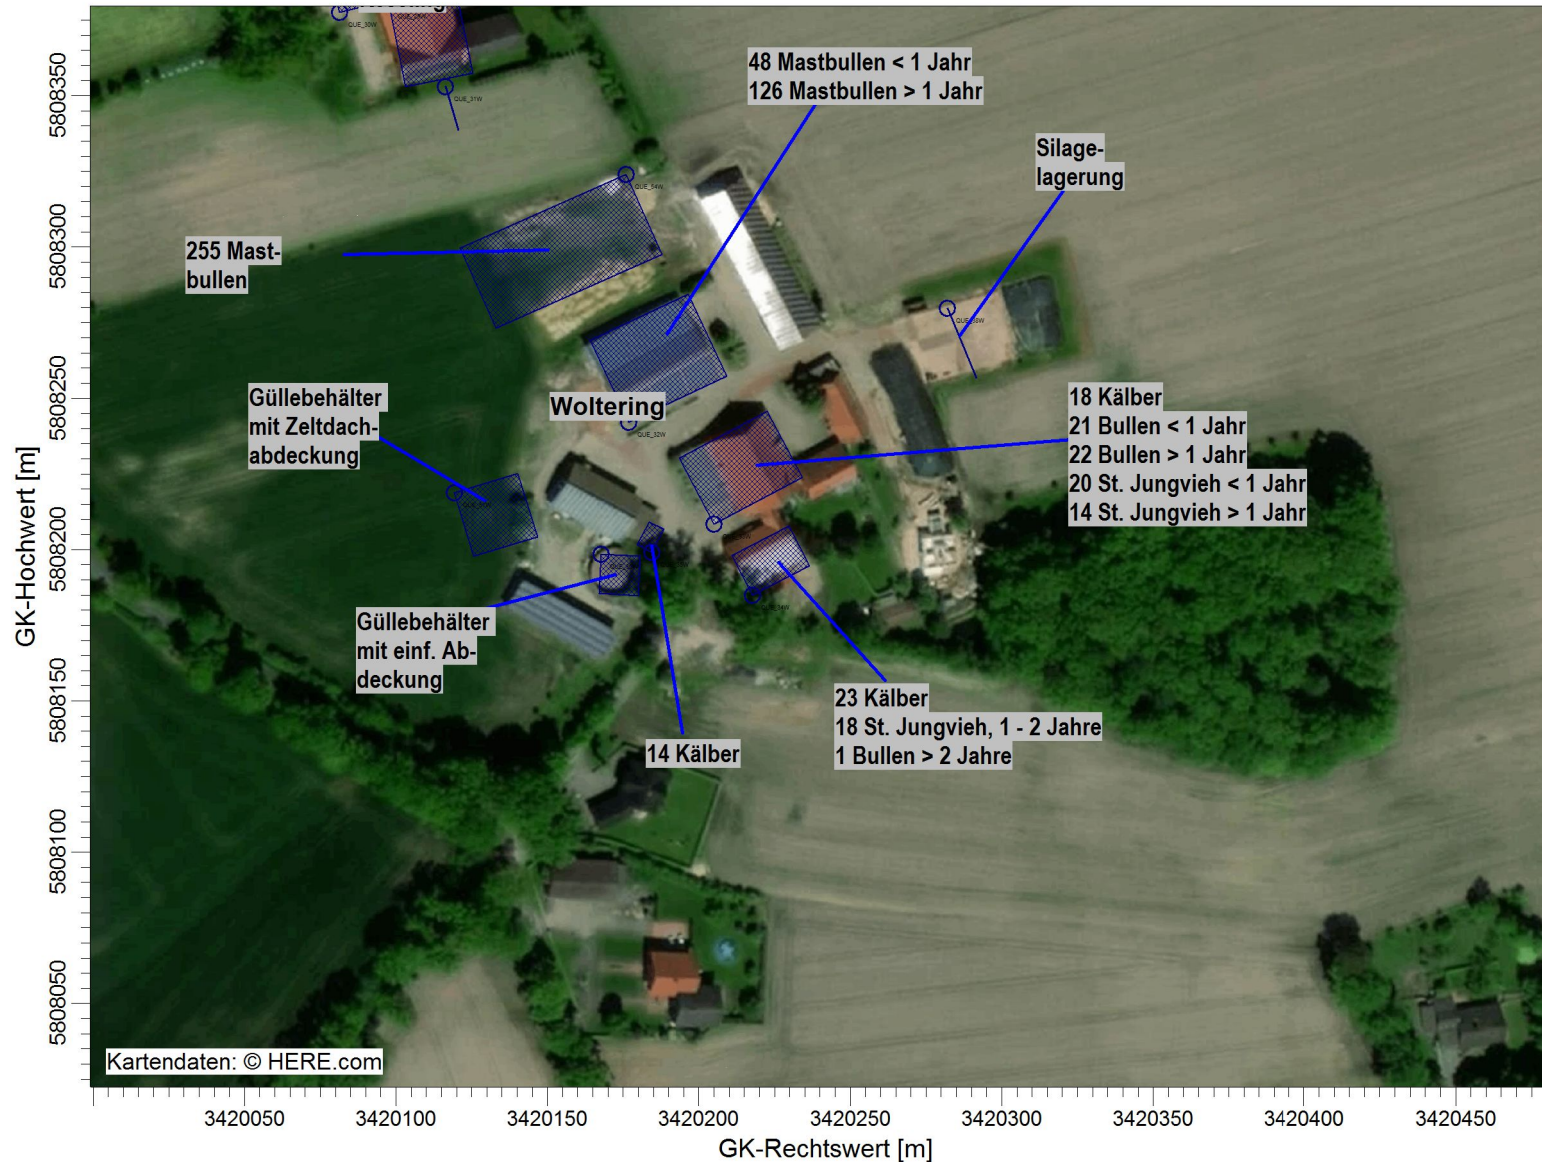 QUE_30W
QUE_31W
48 Mastbullen < 1 Jahr
126 Mastbullen > 1 Jahr
Silage-
lagerung
QUE_54W
255 Mast-
bullen
Güllebehälter
mit Zeltdach-
abdeckung
Woltering
QUE_32W
18 Kälber
21 Bullen < 1 Jahr
22 Bullen > 1 Jahr
20 St. Jungvieh < 1 Jahr
14 St. Jungvieh > 1 Jahr
Güllebehälter
mit einf. Ab-
deckung
14 Kälber
23 Kälber
18 St. Jungvieh, 1 - 2 Jahre
1 Bullen > 2 Jahre
Kartendaten: © HERE.com
GK-Hochwert [m]
5808350
5808300
5808250
5808200
5808150
5808100
5808050
3420050
3420100
3420150
3420200
3420250
3420300
3420350
3420400
3420450
GK-Rechtswert [m]